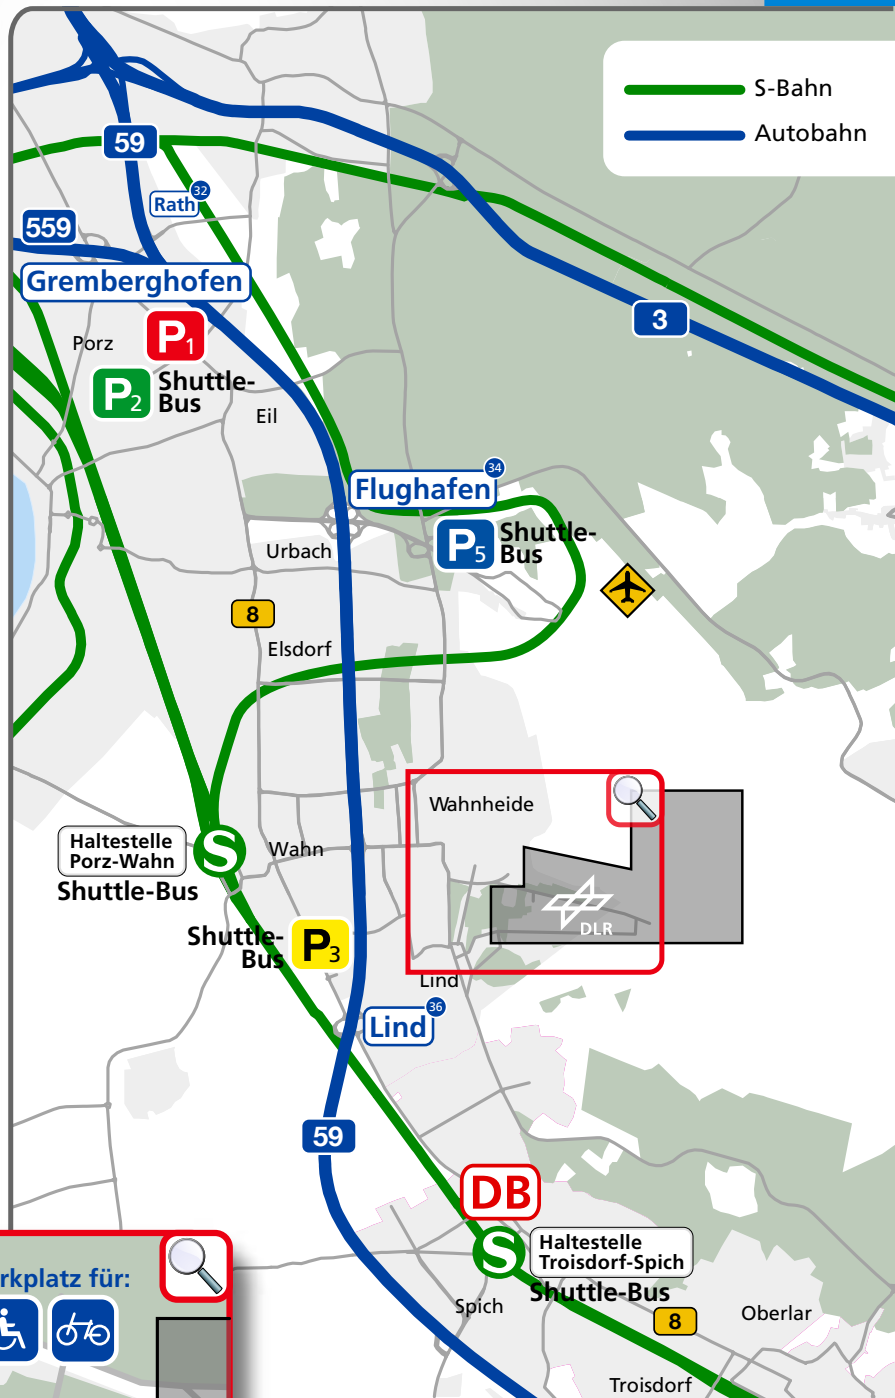 S-Bahn
Autobahn
59
Rath 32
559
Gremberghofen
3
Porz
P1
P2
Shuttle-
Bus
Eil
Flughafen 34
P5
Shuttle-
Bus
Urbach
8
Elsdorf
Wahnheide
Haltestelle
Porz-Wahn
S
Wahn
Shuttle-Bus
DLR
Shuttle-
Bus
P3
Lind
Lind 36
59
DB
S
Haltestelle
Troisdorf-Spich
Shuttle-Bus
rkplatz für:
Spich
8
Oberlar
Troisdorf